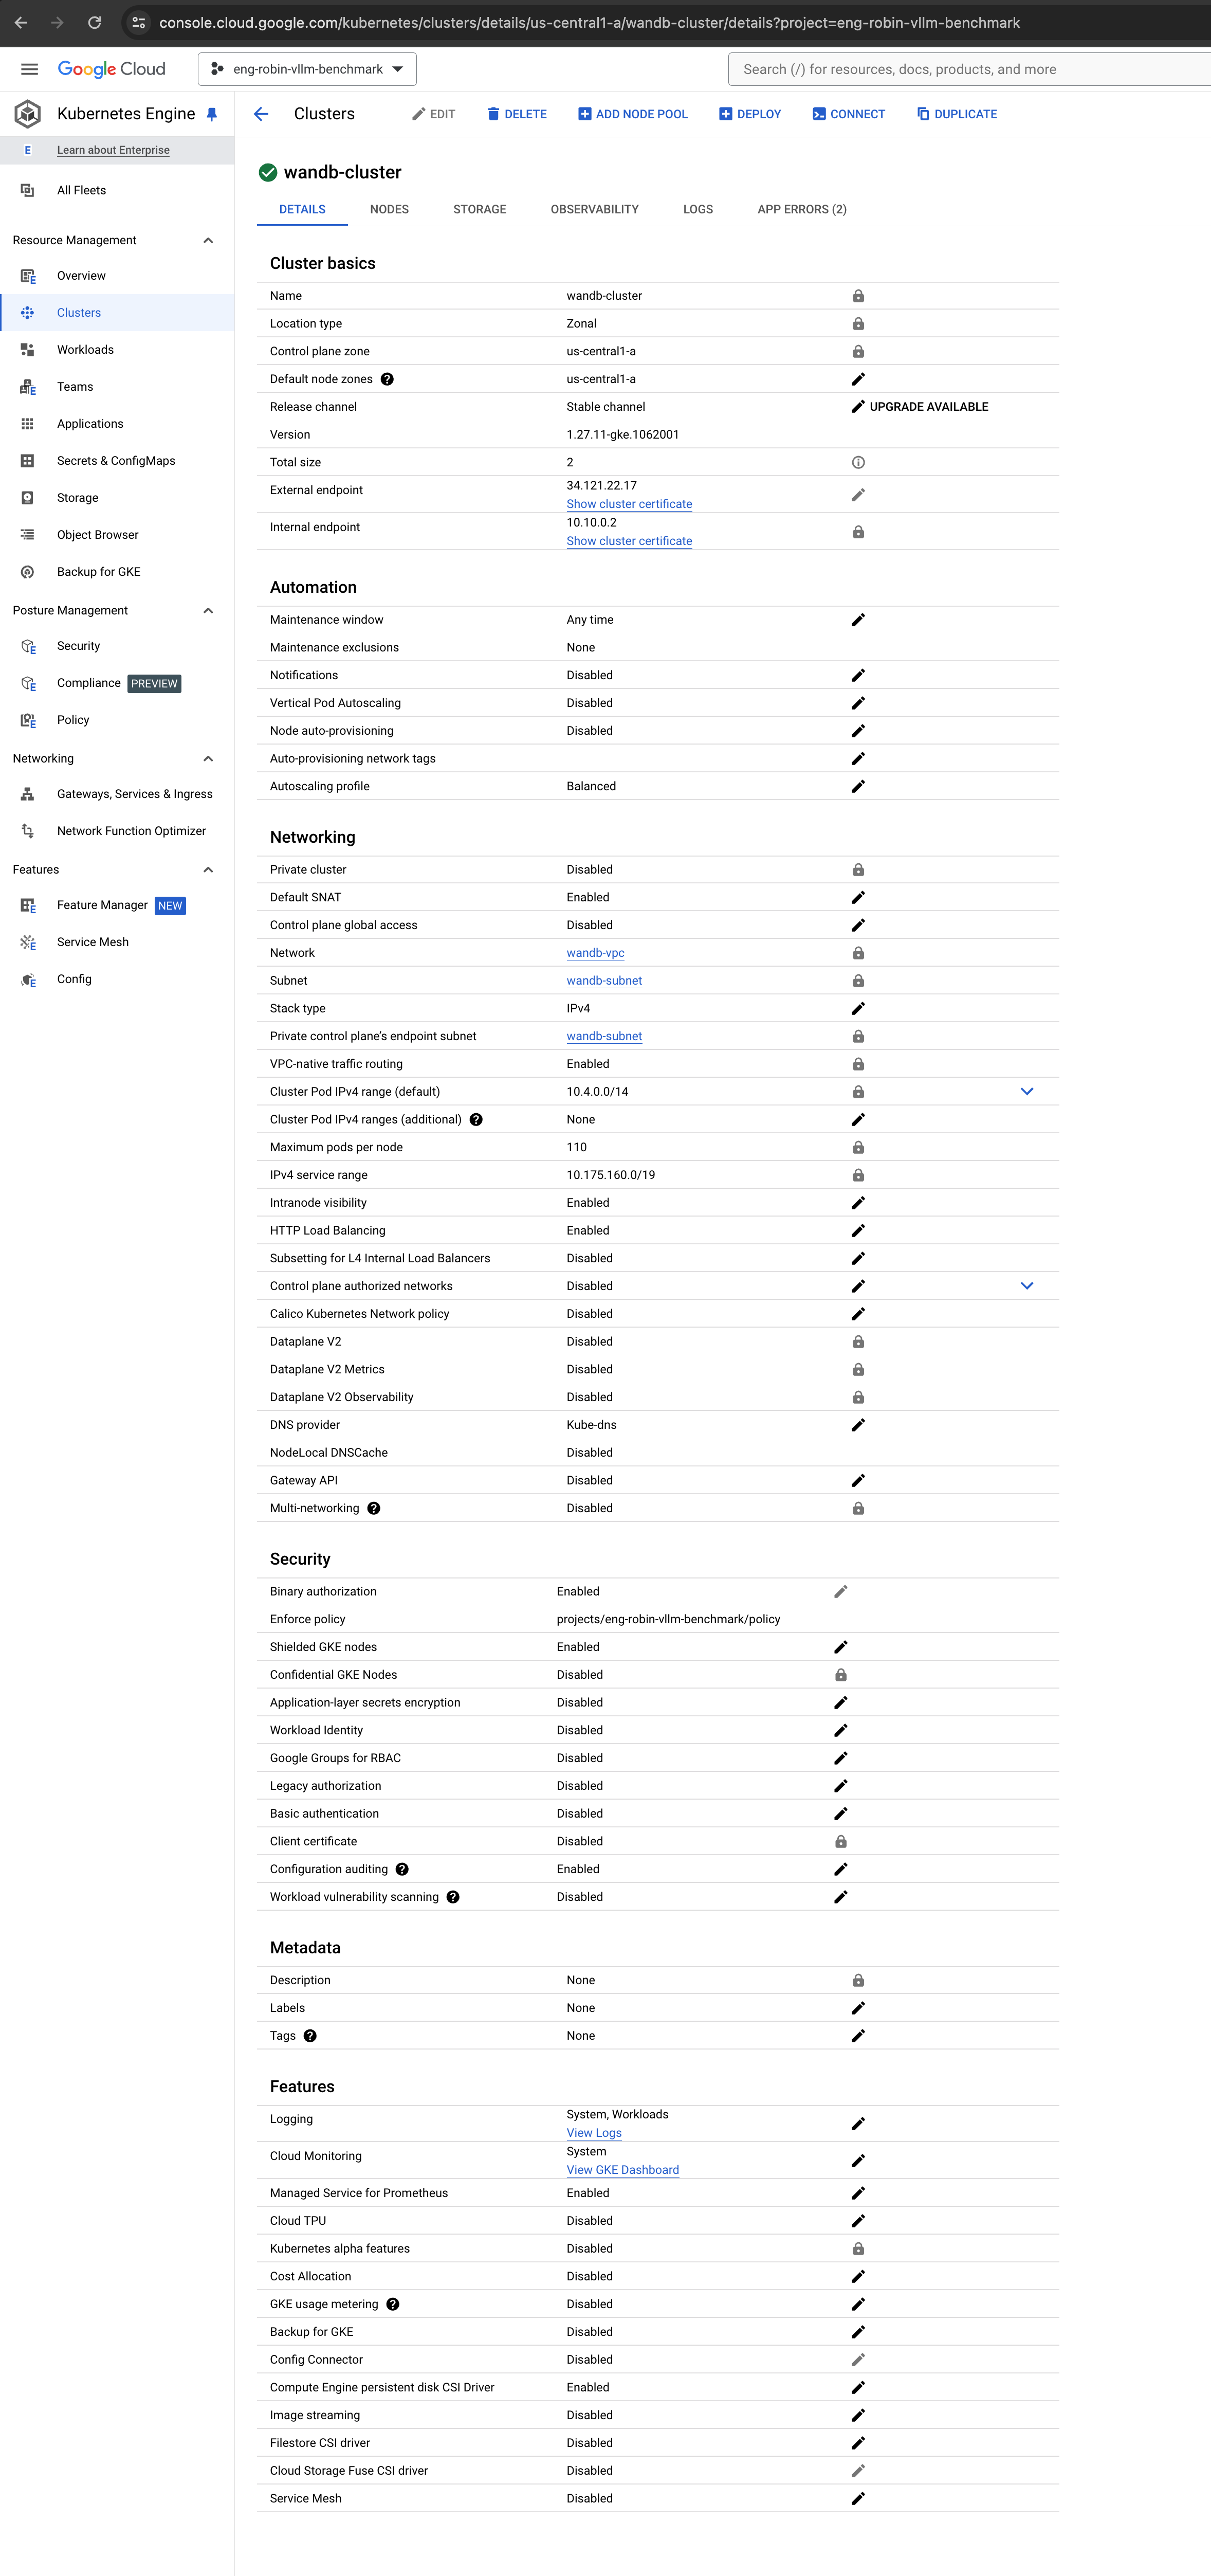 console.cloud.google.com/kubernetes/clusters/details/us-central1-a/wandb-cluster/details?project=eng-robin-vllm-benchmark
Google Cloud
eng-robin-vllm-benchmark
Search (/) for resources, docs, products, and more
Kubernetes Engine
E Learn about Enterprise
All Fleets
Resource Management
Overview
Clusters
Workloads
Teams
Applications
Secrets & ConfigMaps
Storage
Object Browser
Backup for GKE
Posture Management
Security
Compliance PREVIEW
Policy
Networking
Gateways, Services & Ingress
Network Function Optimizer
Features
Feature Manager NEW
Service Mesh
Config
Clusters EDIT DELETE ADD NODE POOL DEPLOY CONNECT DUPLICATE
wandb-cluster
DETAILS NODES STORAGE OBSERVABILITY LOGS APP ERRORS (2)
Cluster basics
Name wandb-cluster
Location type Zonal
Control plane zone us-central1-a
Default node zones us-central1-a
Release channel Stable channel UPGRADE AVAILABLE
Version 1.27.11-gke.1062001
Total size 2
External endpoint 34.121.22.17
Show cluster certificate
Internal endpoint 10.10.0.2
Show cluster certificate
Automation
Maintenance window Any time
Maintenance exclusions None
Notifications Disabled
Vertical Pod Autoscaling Disabled
Node auto-provisioning Disabled
Auto-provisioning network tags
Autoscaling profile Balanced
Networking
Private cluster Disabled
Default SNAT Enabled
Control plane global access Disabled
Network wandb-vpc
Subnet wandb-subnet
Stack type IPv4
Private control plane's endpoint subnet wandb-subnet
VPC-native traffic routing Enabled
Cluster Pod IPv4 range (default) 10.4.0.0/14
Cluster Pod IPv4 ranges (additional) None
Maximum pods per node 110
IPv4 service range 10.175.160.0/19
Intranode visibility Enabled
HTTP Load Balancing Enabled
Subsetting for L4 Internal Load Balancers Disabled
Control plane authorized networks Disabled
Calico Kubernetes Network policy Disabled
Dataplane V2 Disabled
Dataplane V2 Metrics Disabled
Dataplane V2 Observability Disabled
DNS provider Kube-dns
NodeLocal DNSCache Disabled
Gateway API Disabled
Multi-networking Disabled
Security
Binary authorization Enabled
Enforce policy projects/eng-robin-vllm-benchmark/policy
Shielded GKE nodes Enabled
Confidential GKE Nodes Disabled
Application-layer secrets encryption Disabled
Workload Identity Disabled
Google Groups for RBAC Disabled
Legacy authorization Disabled
Basic authentication Disabled
Client certificate Disabled
Configuration auditing Enabled
Workload vulnerability scanning Disabled
Metadata
Description None
Labels None
Tags None
Features
Logging System, Workloads
View Logs
Cloud Monitoring System
View GKE Dashboard
Managed Service for Prometheus Enabled
Cloud TPU Disabled
Kubernetes alpha features Disabled
Cost Allocation Disabled
GKE usage metering Disabled
Backup for GKE Disabled
Config Connector Disabled
Compute Engine persistent disk CSI Driver Enabled
Image streaming Disabled
Filestore CSI driver Disabled
Cloud Storage Fuse CSI driver Disabled
Service Mesh Disabled